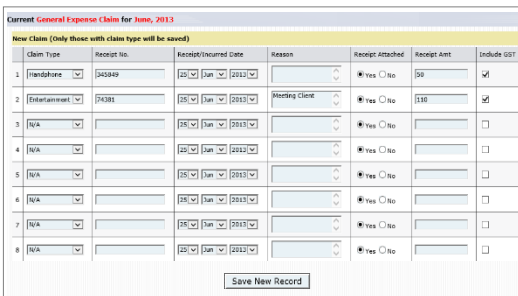 Current General Expense Claim for June, 2013
New Claim (Only those with claim type will be saved)
Claim Type Receipt No. Receipt/Incurred Date Reason Receipt Attached Receipt Amt Include GST
1 Handphone 345849 25 Jun 2013 Yes No 50
2 Entertainment 74381 25 Jun 2013 Meeting Client Yes No 110
3 N/A 25 Jun 2013 Yes No
4 N/A 25 Jun 2013 Yes No
5 N/A 25 Jun 2013 Yes No
6 N/A 25 Jun 2013 Yes No
7 N/A 25 Jun 2013 Yes No
8 N/A 25 Jun 2013 Yes No
Save New Record